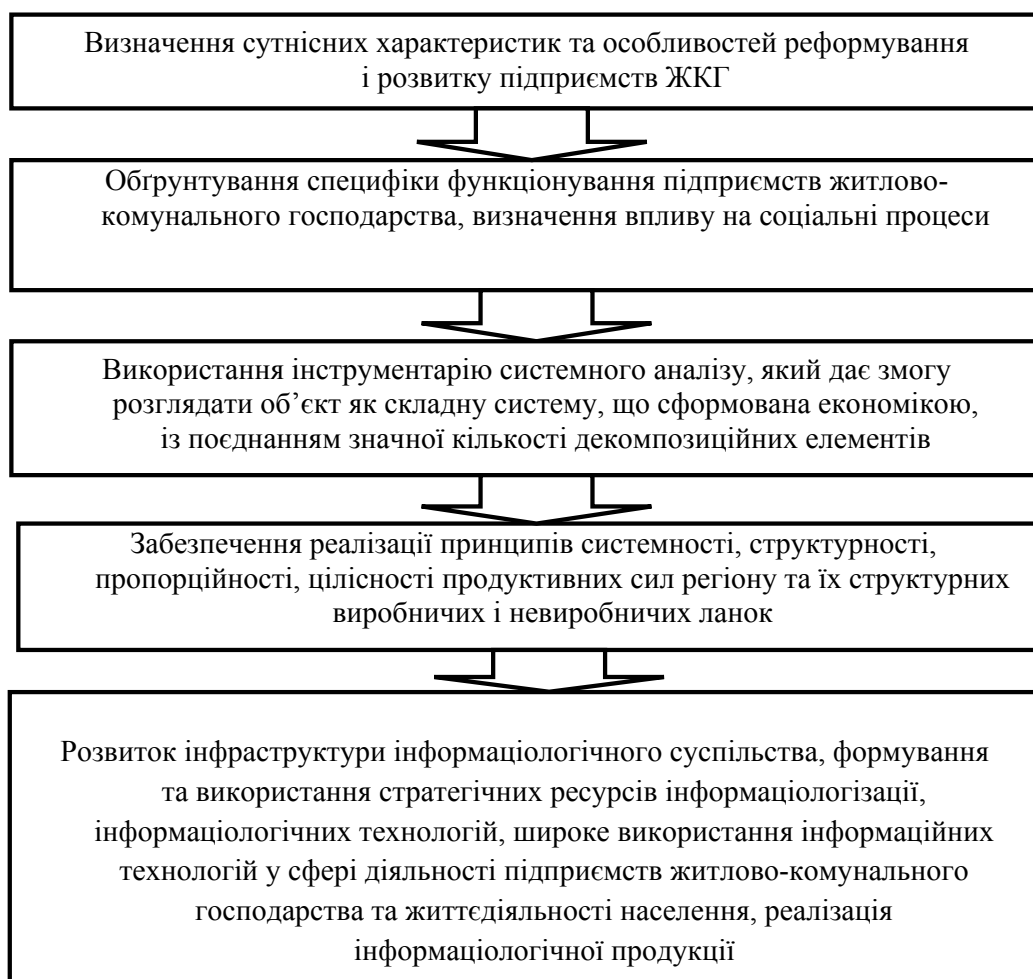 Визначення сутнісних характеристик та особливостей реформування
і розвитку підприємств ЖКГ
Обґрунтування специфіки функціонування підприємств житлово-
комунального господарства, визначення впливу на соціальні процеси
Використання інструментарію системного аналізу, який дає змогу
розглядати об’єкт як складну систему, що сформована економікою,
із поєднанням значної кількості декомпозиційних елементів
Забезпечення реалізації принципів системності, структурності,
пропорційності, цілісності продуктивних сил регіону та їх структурних
виробничих і невиробничих ланок
Розвиток інфраструктури інформаціологічного суспільства, формування
та використання стратегічних ресурсів інформаціологізації,
інформаціологічних технологій, широке використання інформаційних
технологій у сфері діяльності підприємств житлово-комунального
господарства та життєдіяльності населення, реалізація
інформаціологічної продукції